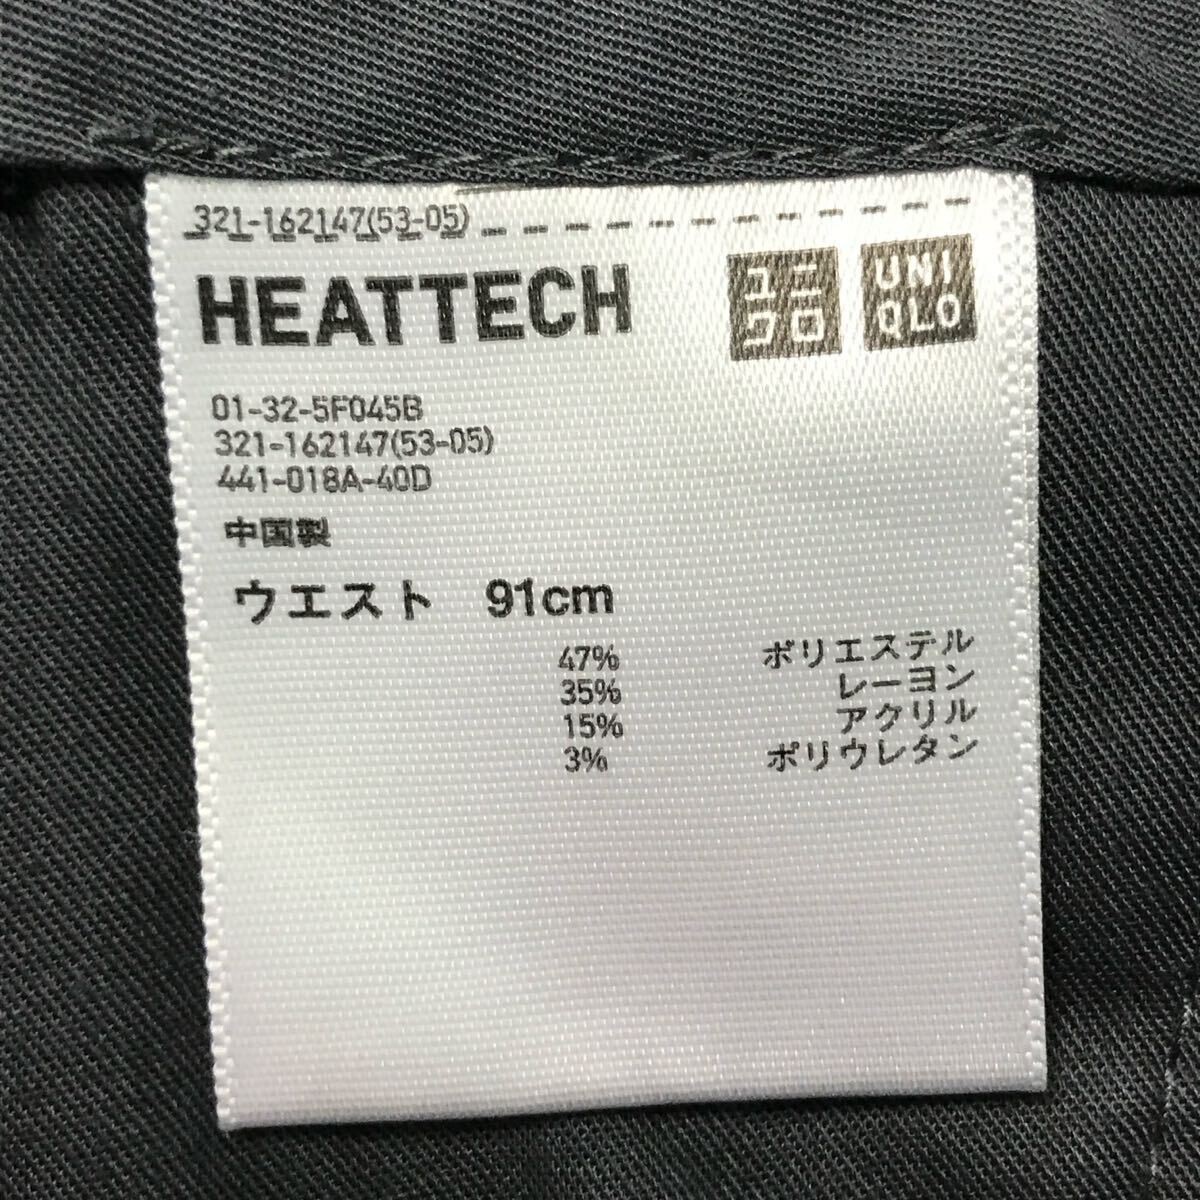 321-162147(53-05)
HEATTECH
ユニ
クロ
UNI
QLO
01-32-5F045B
321-162147(53-05)
441-018A-40D
中国製
ウエスト 91cm
47% ポリエステル
35% レーヨン
15% アクリル
3% ポリウレタン